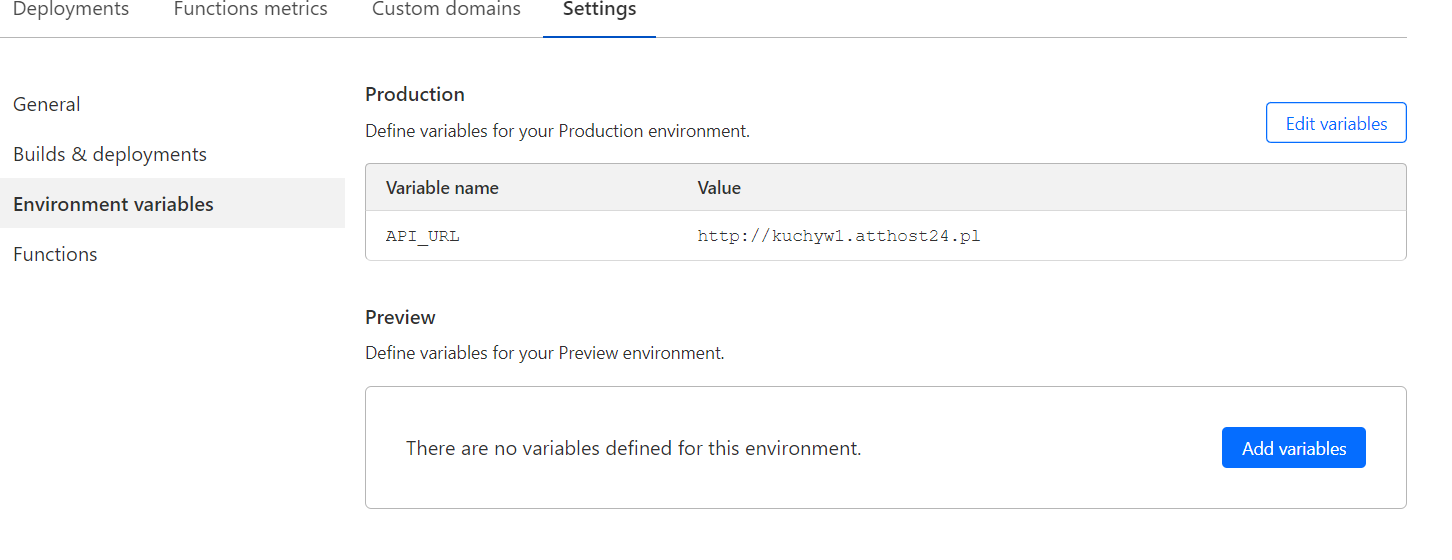 Deployments Functions metrics Custom domains Settings
General
Builds & deployments
Environment variables
Functions
Production
Define variables for your Production environment.
Edit variables
Variable name Value
API_URL http://kuchyw1.atthost24.pl
Preview
Define variables for your Preview environment.
There are no variables defined for this environment.
Add variables